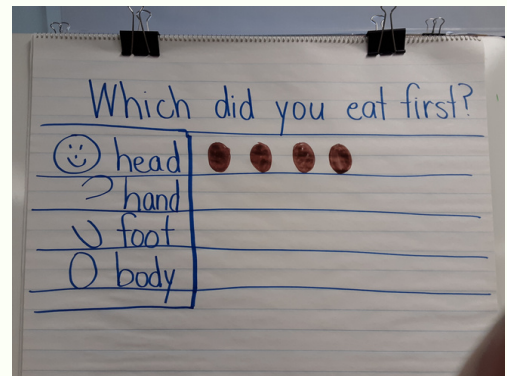 Which did you eat first?
head
hand
foot
body